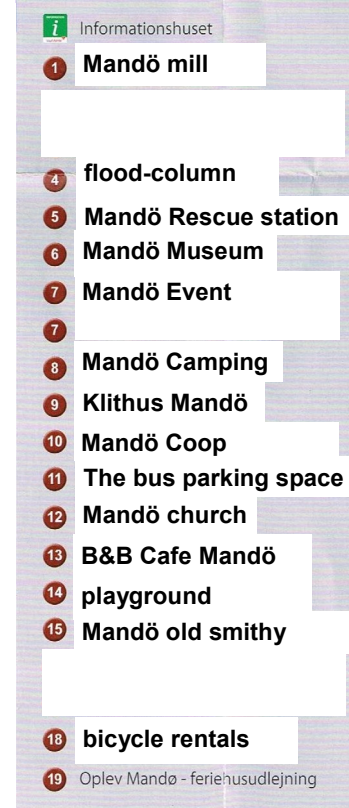 i Informationshuset
1 Mandö mill
4 flood-column
5 Mandö Rescue station
6 Mandö Museum
7 Mandö Event
7
8 Mandö Camping
9 Klithus Mandö
10 Mandö Coop
11 The bus parking space
12 Mandö church
13 B&B Cafe Mandö
14 playground
15 Mandö old smithy
18 bicycle rentals
19 Oplev Mandø - feriehusudlejning